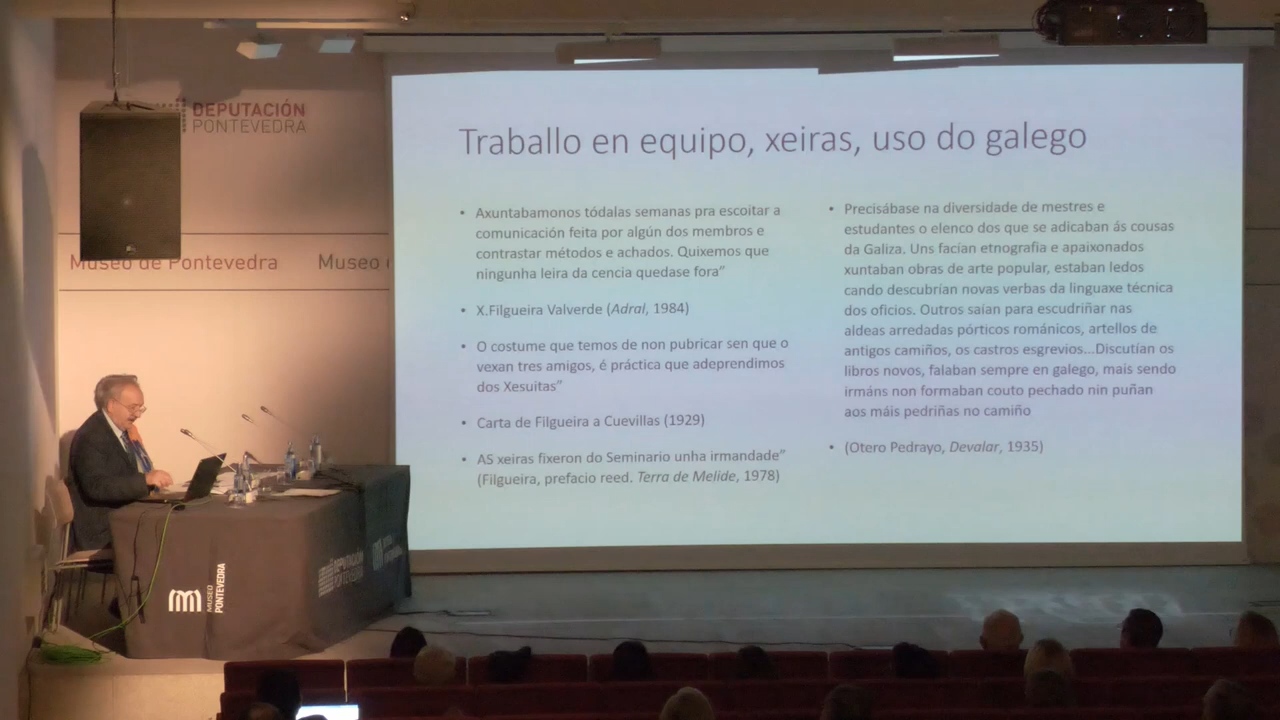 DEPUTACIÓN
PONTEVEDRA
Museo de Pontevedra
Museo
Traballo en equipo, xeiras, uso do galego
• Axuntabamonos tódalas semanas pra escoitar a
comunicación feita por algún dos membros e
contrastar métodos e achados. Quixemos que
ningunha leira da cencia quedase fora”
• X.Filgueira Valverde (Adral, 1984)
• O costume que temos de non pubricar sen que o
vexan tres amigos, é práctica que adeprendimos
dos Xesuitas”
• Carta de Filgueira a Cuevillas (1929)
• AS xeiras fixeron do Seminario unha irmandade”
(Filgueira, prefacio reed. Terra de Melide, 1978)
• Precisábase na diversidade de mestres e
estudantes o elenco dos que se adicaban ás cousas
da Galiza. Uns facían etnografia e apaixonados
xuntaban obras de arte popular, estaban ledos
cando descubrían novas verbas da linguaxe técnica
dos oficios. Outros saían para escudriñar nas
aldeas arredadas pórticos románicos, artellos de
antigos camiños, os castros esgrevios...Discutían os
libros novos, falaban sempre en galego, mais sendo
irmáns non formaban couto pechado nin puñan
aos máis pedriñas no camiño
• (Otero Pedrayo, Devalar, 1935)
MUSEO
PONTEVEDRA
DEPUTACIÓN
PONTEVEDRA